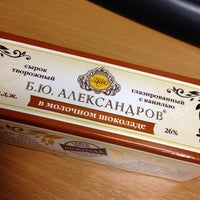 сырок
творожный
глазированный
с ванилью
Б.Ю. АЛЕКСАНДРОВ®
в молочном шоколаде
26%